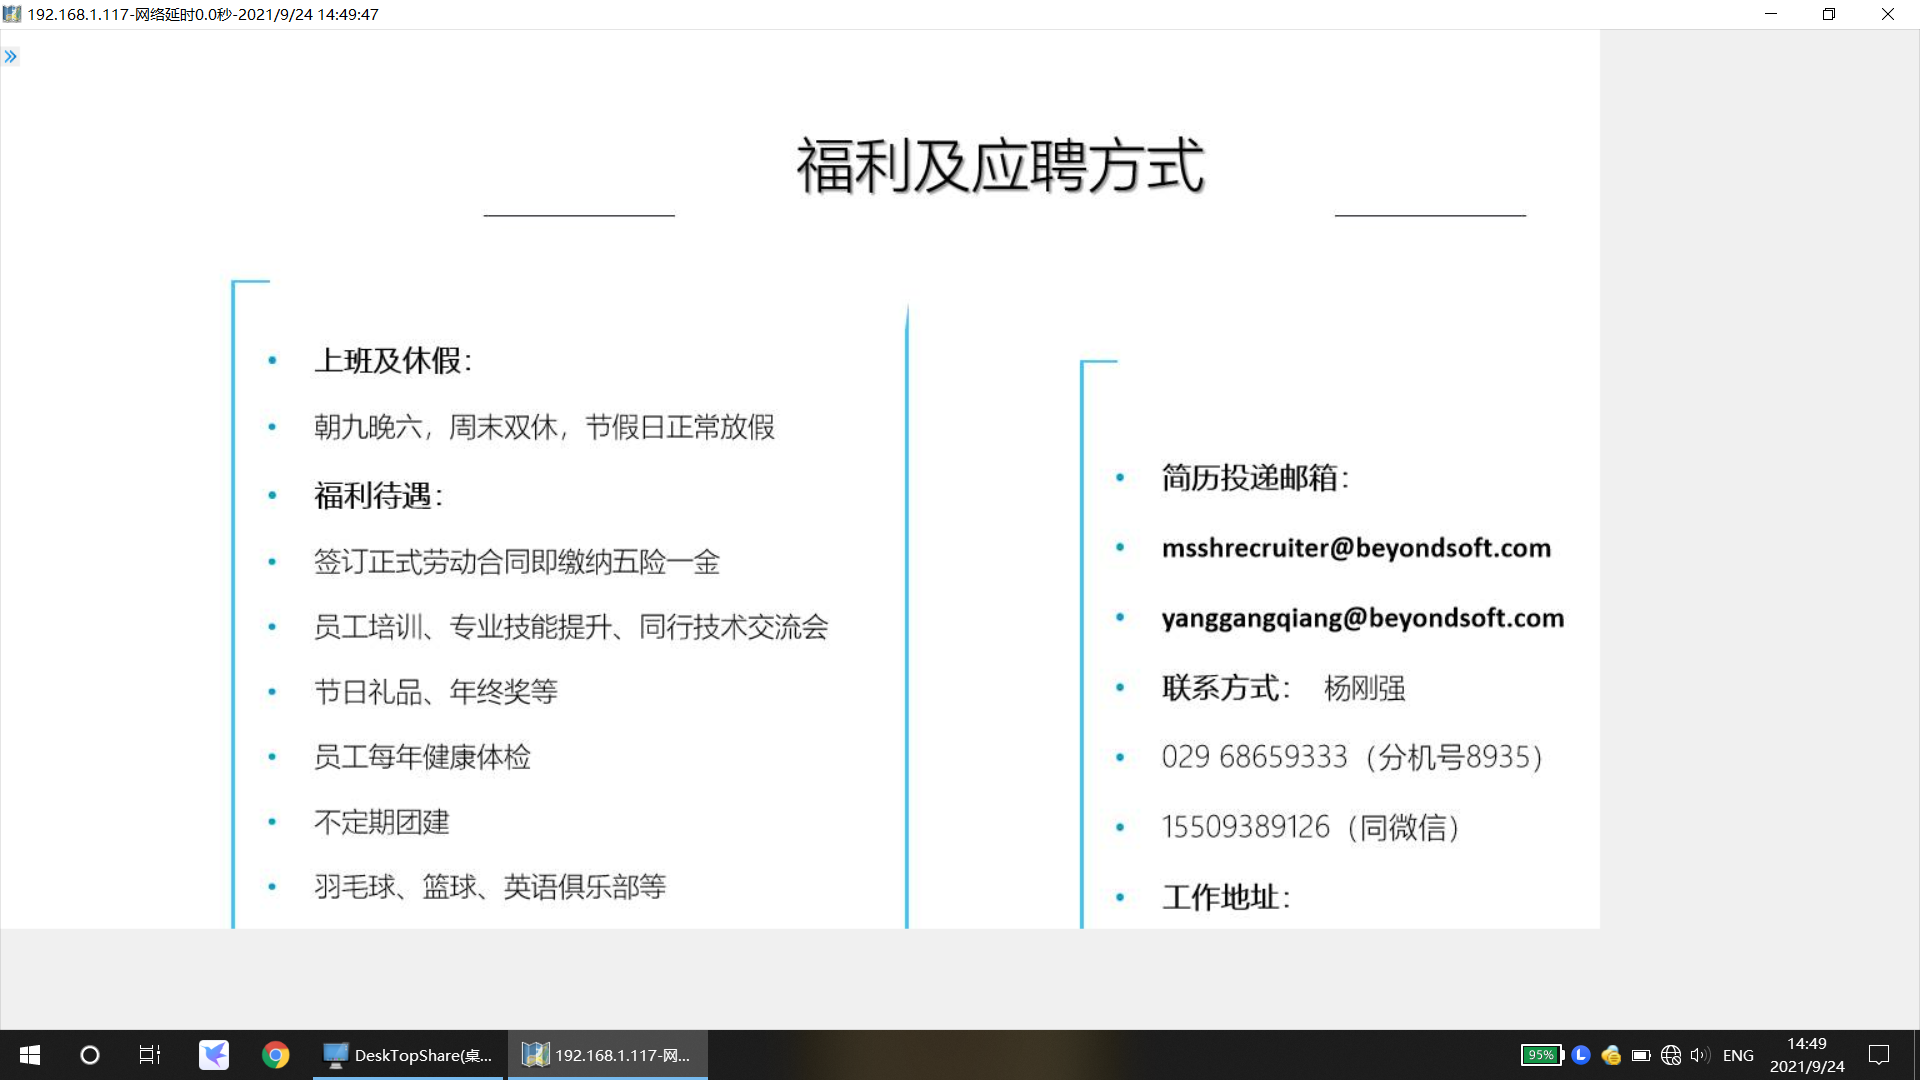 192.168.1.117-网络延时0.0秒-2021/9/24 14:49:47
福利及应聘方式
上班及休假：
朝九晚六，周末双休，节假日正常放假
福利待遇：
签订正式劳动合同即缴纳五险一金
员工培训、专业技能提升、同行技术交流会
节日礼品、年终奖等
员工每年健康体检
不定期团建
羽毛球、篮球、英语俱乐部等
简历投递邮箱：
msshrecruiter@beyondsoft.com
yanggangqiang@beyondsoft.com
联系方式： 杨刚强
029 68659333（分机号8935）
15509389126（同微信）
工作地址：
DeskTopShare(桌...
192.168.1.117-网...
95%
ENG
14:49
2021/9/24